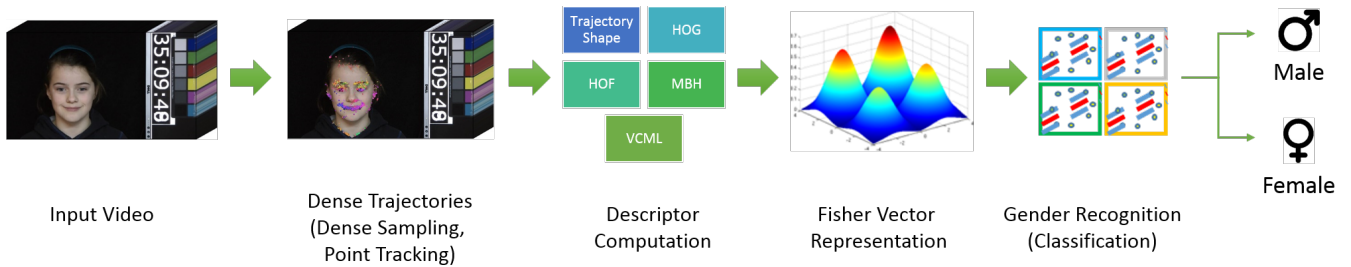 35:09:48
35:09:48
Trajectory
Shape
HOG
HOF
MBH
VCML
Male
Female
Input Video
Dense Trajectories
(Dense Sampling,
Point Tracking)
Descriptor
Computation
Fisher Vector
Representation
Gender Recognition
(Classification)